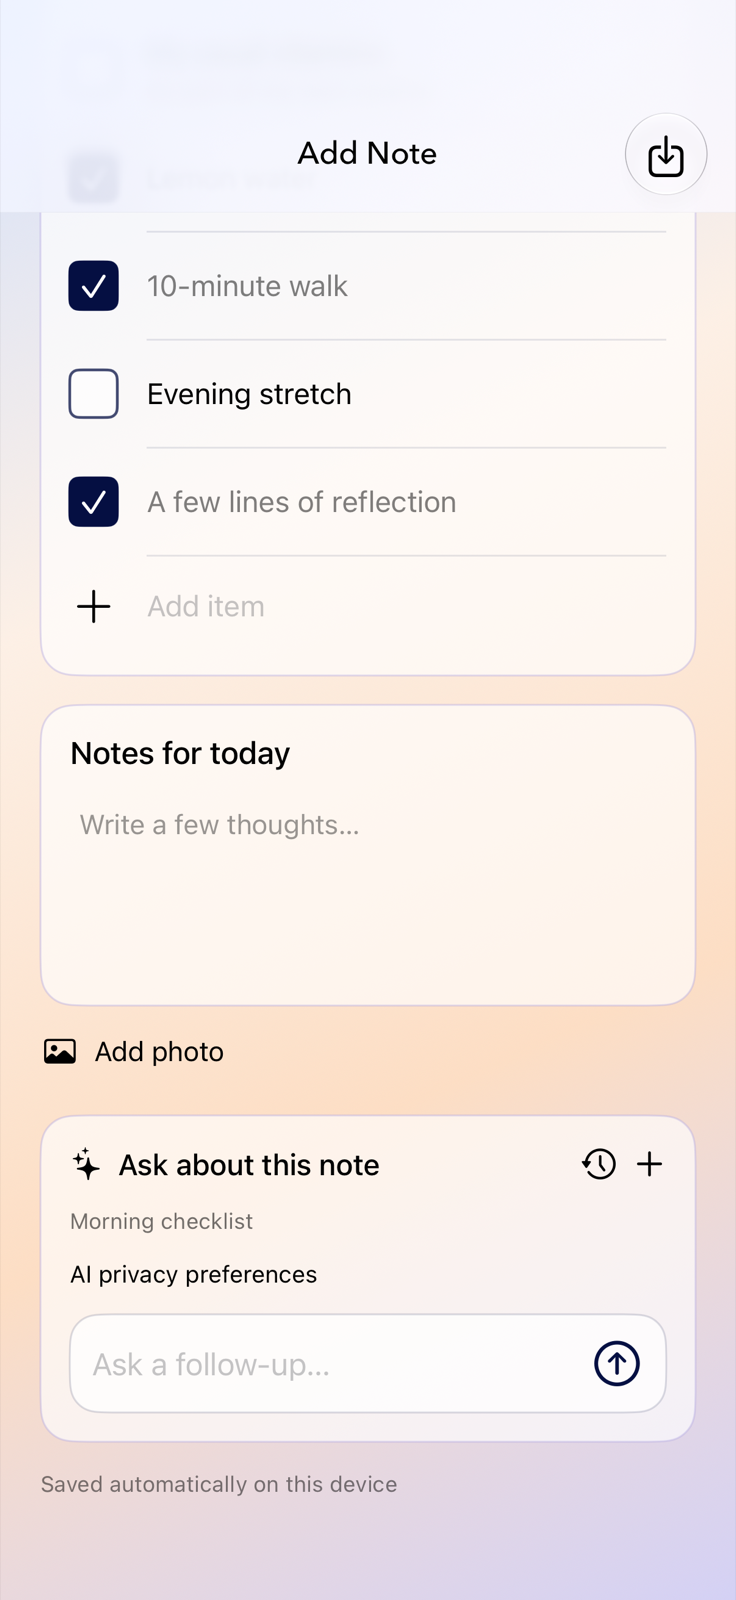 Add Note
10-minute walk
Evening stretch
A few lines of reflection
Add item
Notes for today
Write a few thoughts...
Add photo
Ask about this note
Morning checklist
AI privacy preferences
Ask a follow-up...
Saved automatically on this device